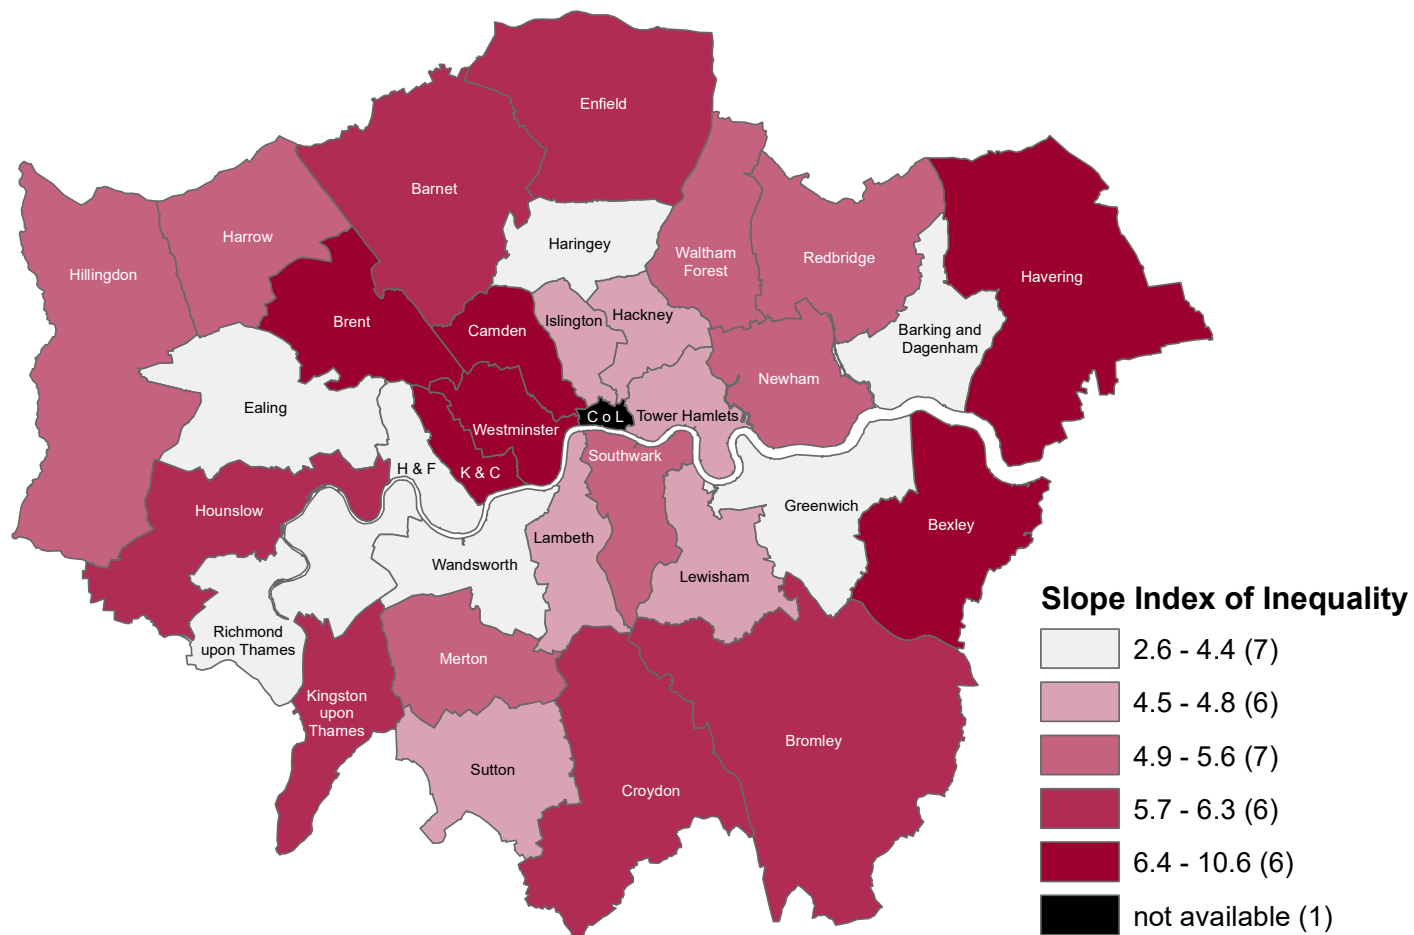 Enfield
Barnet
Harrow
Haringey
Waltham
Forest
Redbridge
Hillingdon
Havering
Brent
Camden
Islington
Hackney
Barking and
Dagenham
Newham
Ealing
C o L
Tower Hamlets
Westminster
Southwark
H & F
K & C
Hounslow
Greenwich
Bexley
Lambeth
Wandsworth
Lewisham
Richmond
upon Thames
Merton
Kingston
upon
Thames
Bromley
Sutton
Croydon
Slope Index of Inequality
2.6 - 4.4 (7)
4.5 - 4.8 (6)
4.9 - 5.6 (7)
5.7 - 6.3 (6)
6.4 - 10.6 (6)
not available (1)